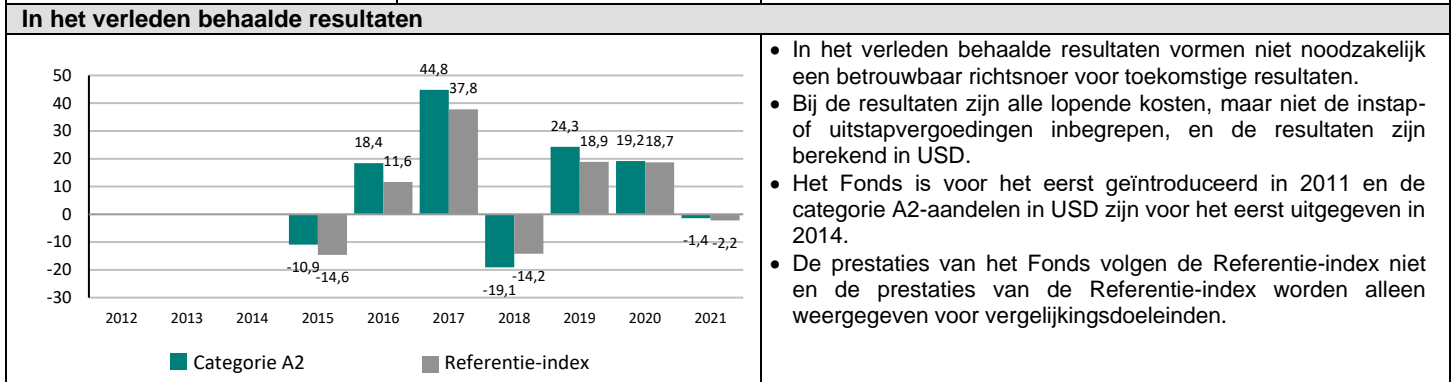 In het verleden behaalde resultaten
50
40
30
20
10
0
-10
-20
-30
44,8
37,8
18,4
11,6
24,3
18,9
19,2
18,7
-10,9
-14,6
-19,1
-14,2
-1,4
-2,2
2012 2013 2014 2015 2016 2017 2018 2019 2020 2021
Categorie A2 Referentie-index
• In het verleden behaalde resultaten vormen niet noodzakelijk
een betrouwbaar richtsnoer voor toekomstige resultaten.
• Bij de resultaten zijn alle lopende kosten, maar niet de instap-
of uitstapvergoedingen inbegrepen, en de resultaten zijn
berekend in USD.
• Het Fonds is voor het eerst geïntroduceerd in 2011 en de
categorie A2-aandelen in USD zijn voor het eerst uitgegeven in
2014.
• De prestaties van het Fonds volgen de Referentie-index niet
en de prestaties van de Referentie-index worden alleen
weergegeven voor vergelijkingsdoeleinden.